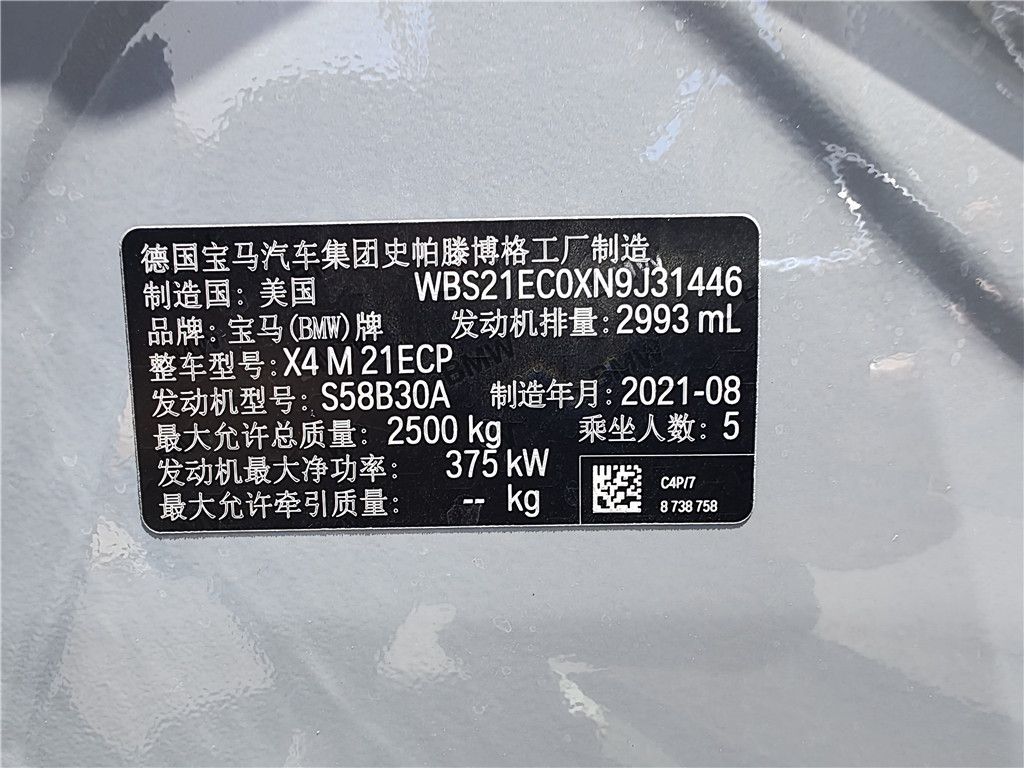 德国宝马汽车集团史帕滕博格工厂制造
制造国: 美国 WBS21EC0XN9J31446
品牌: 宝马(BMW)牌 发动机排量: 2993 mL
整车型号: X4 M 21ECP
发动机型号: S58B30A 制造年月: 2021-08
最大允许总质量: 2500 kg 乘坐人数: 5
发动机最大净功率: 375 kW
最大允许牵引质量: -- kg
C4P/7
8 738 758